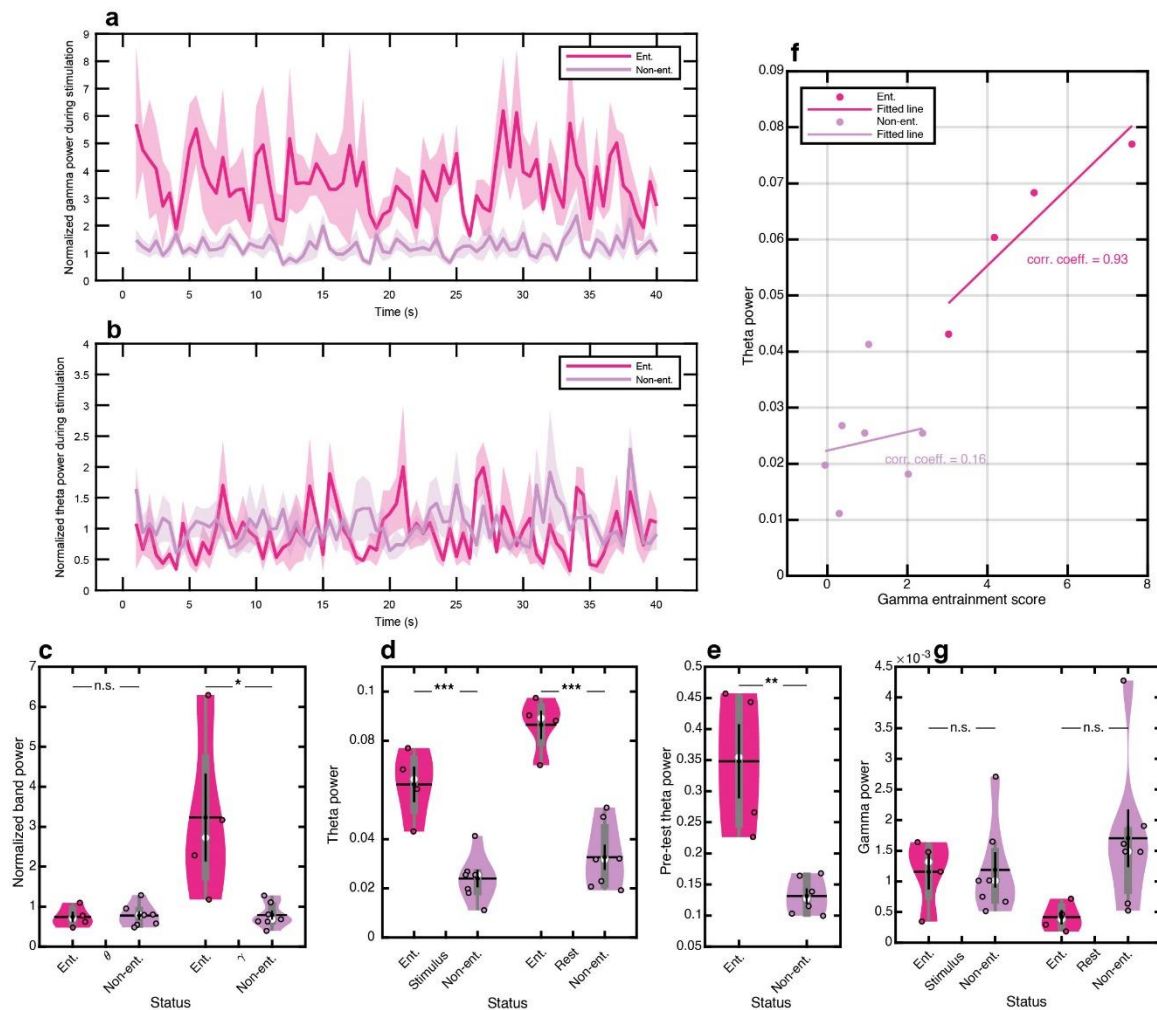 a
Normalized gamma power during stimulation
9
8
7
6
5
4
3
2
1
0
Ent.
Non-ent.
0 5 10 15 20 25 30 35 40
Time (s)
b
Normalized theta power during stimulation
4
3.5
3
2.5
2
1.5
1
0.5
0
Ent.
Non-ent.
0 5 10 15 20 25 30 35 40
Time (s)
f
Theta power
0.09
0.08
0.07
0.06
0.05
0.04
0.03
0.02
0.01
Ent.
Fitted line
Non-ent.
Fitted line
corr. coeff. = 0.93
corr. coeff. = 0.16
0 2 4 6 8
Gamma entrainment score
c
Normalized band power
7
6
5
4
3
2
1
0
n.s. *
Ent. θ Non-ent. Ent. γ Non-ent.
Status
d
Theta power
0.1
0.08
0.06
0.04
0.02
0
*** ***
Ent. Stimulus Non-ent. Ent. Rest Non-ent.
Status
e
Pre-test theta power
0.5
0.45
0.4
0.35
0.3
0.25
0.2
0.15
0.1
0.05
**
Ent. Non-ent.
Status
g
Gamma power
×10⁻³
4.5
4
3.5
3
2.5
2
1.5
1
0.5
0
n.s. n.s.
Ent. Stimulus Non-ent. Ent. Rest Non-ent.
Status